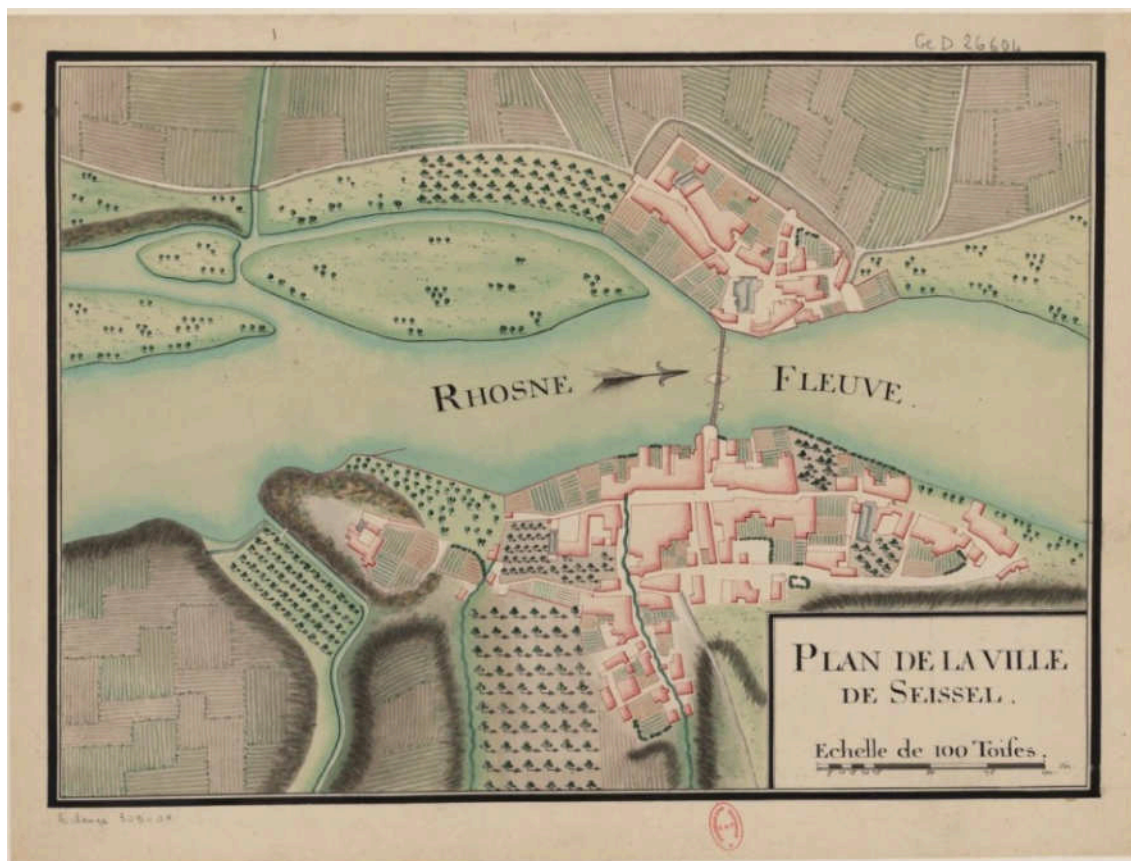 Ge D 26604
RHOSNE FLEUVE.
PLAN DE LA VILLE
DE SEISSEL.
Echelle de 100 Toises.